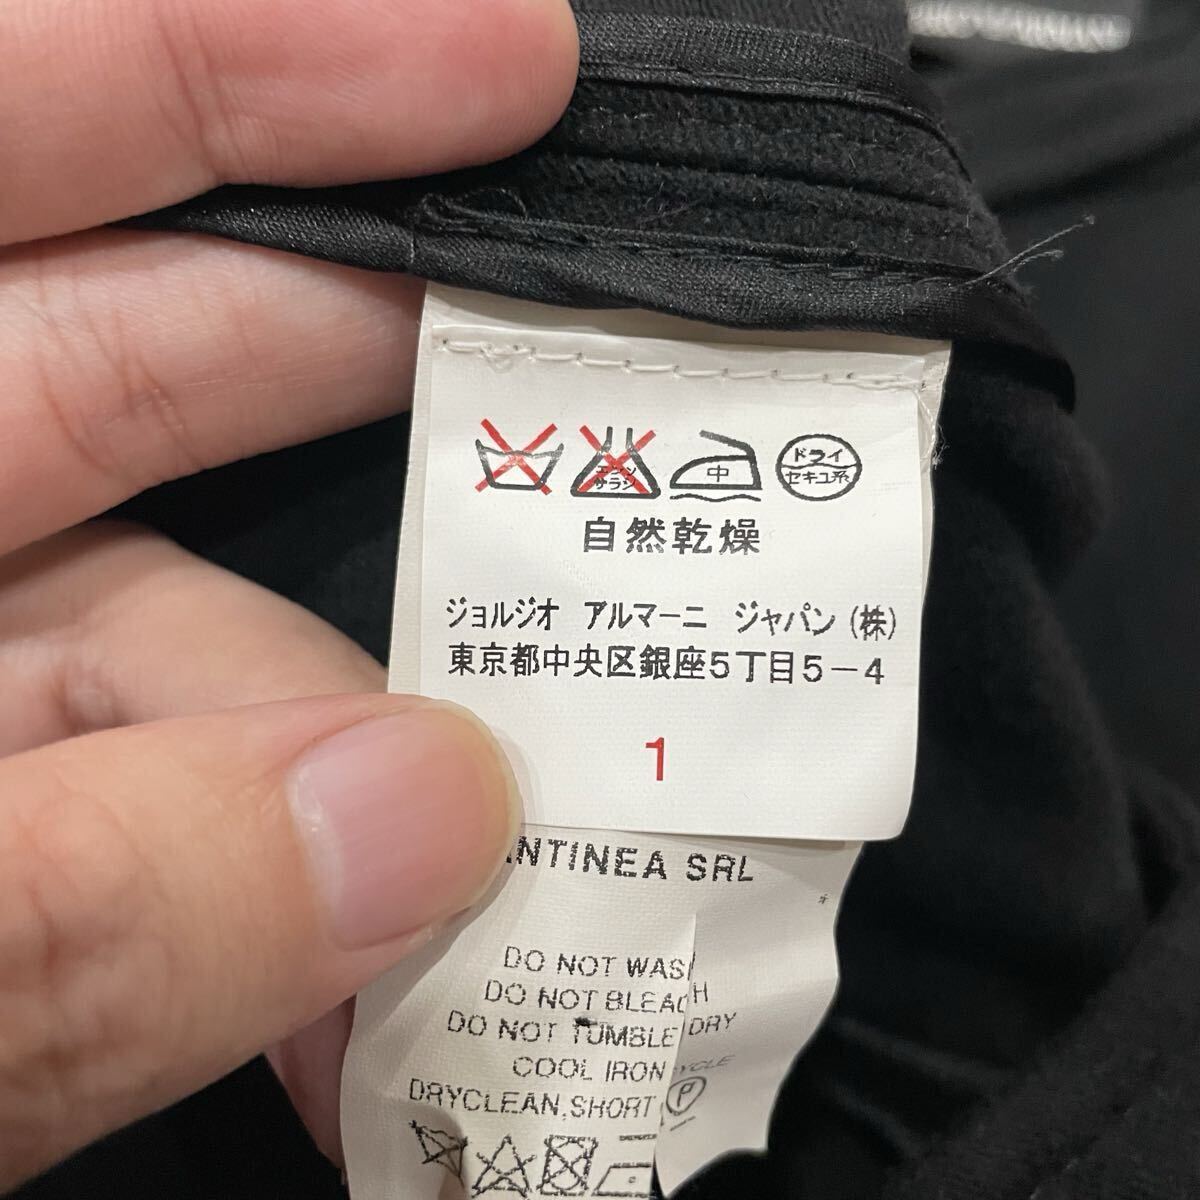 中
ドライ
セキユ系
エンソ
サラシ
自然乾燥
ジョルジオ アルマーニ ジャパン(株)
東京都中央区銀座5丁目5-4
1
ANTINEA SRL
DO NOT WASH
DO NOT BLEACH
DO NOT TUMBLE DRY
COOL IRON
DRYCLEAN,SHORT CYCLE
P